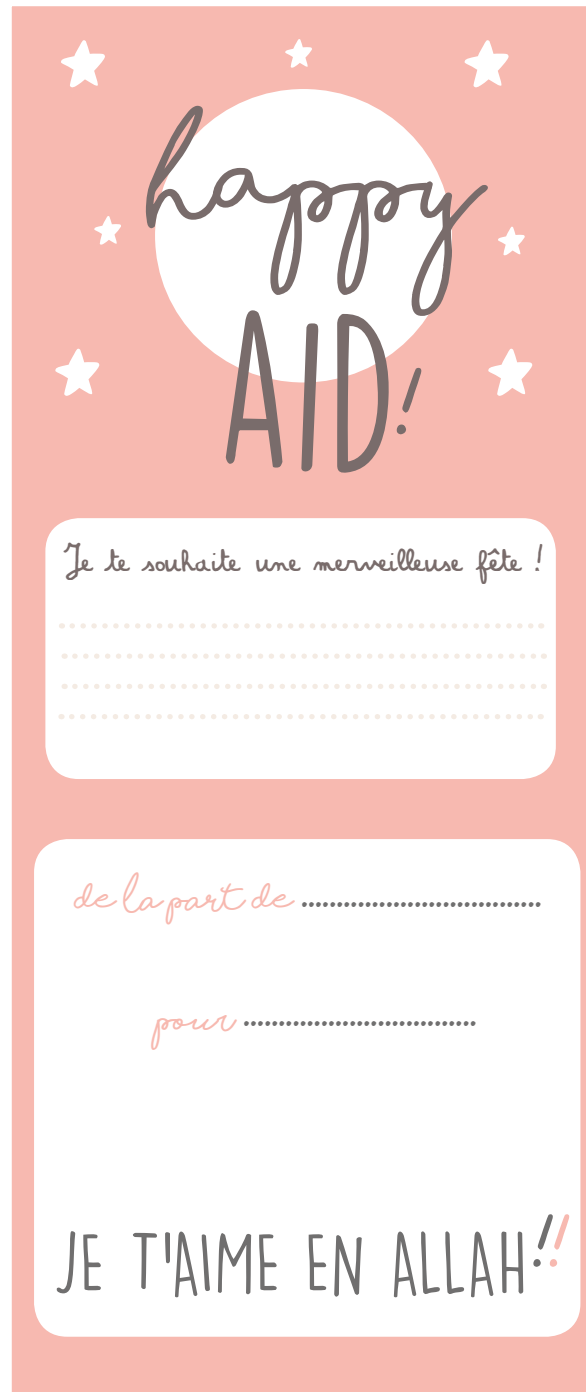 happy
AID!
Je te souhaite une merveilleuse fête !
de la part de ..................................
pour .................................
JE T'AIME EN ALLAH!!